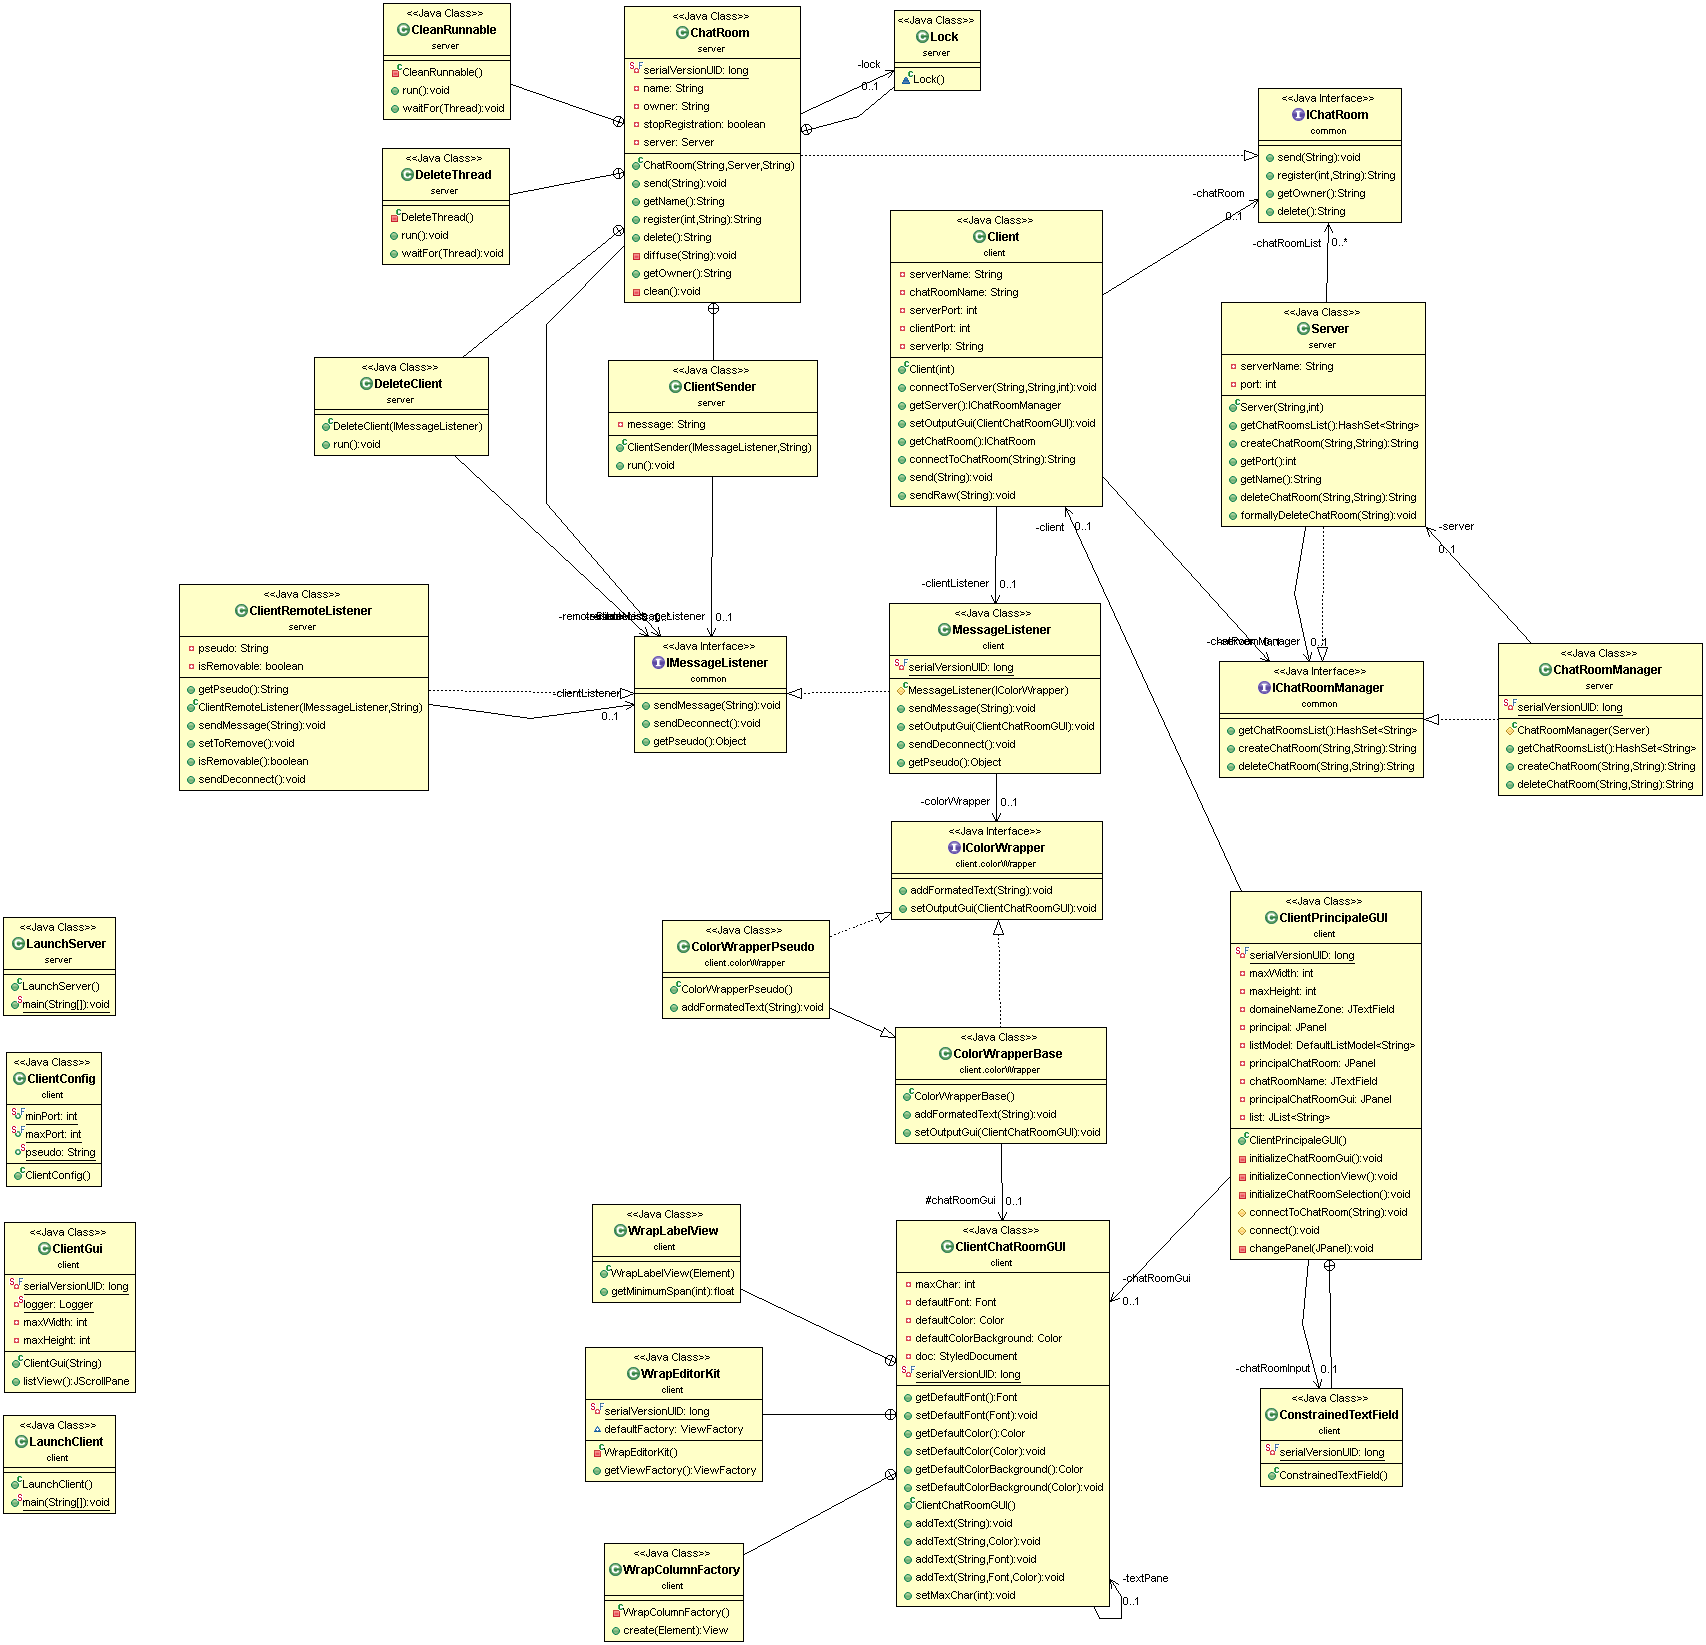 <<Java Class>>
CleanRunnable
server
CleanRunnable()
run():void
waitFor(Thread):void
<<Java Class>>
DeleteThread
server
DeleteThread()
run():void
waitFor(Thread):void
<<Java Class>>
ChatRoom
server
serialVersionUID: long
name: String
owner: String
stopRegistration: boolean
server: Server
ChatRoom(String,Server,String)
send(String):void
getName():String
register(int,String):String
delete():String
diffuse(String):void
getOwner():String
clean():void
-lock
0..1
<<Java Class>>
Lock
server
Lock()
<<Java Interface>>
IChatRoom
common
send(String):void
register(int,String):String
getOwner():String
delete():String
-chatRoom
0..1
-chatRoomList
0..*
<<Java Class>>
Client
client
serverName: String
chatRoomName: String
serverPort: int
clientPort: int
serverIp: String
Client(int)
connectToServer(String,String,int):void
getServer():IChatRoomManager
setOutputGui(ClientChatRoomGUI):void
getChatRoom():IChatRoom
connectToChatRoom(String):String
send(String):void
sendRaw(String):void
<<Java Class>>
Server
server
serverName: String
port: int
Server(String,int)
getChatRoomsList():HashSet<String>
createChatRoom(String,String):String
getPort():int
getName():String
deleteChatRoom(String,String):String
formallyDeleteChatRoom(String):void
<<Java Class>>
DeleteClient
server
DeleteClient(IMessageListener)
run():void
<<Java Class>>
ClientSender
server
message: String
ClientSender(IMessageListener,String)
run():void
-client
0..1
-server
0..1
-clientListener
0..1
<<Java Class>>
ClientRemoteListener
server
pseudo: String
isRemovable: boolean
getPseudo():String
ClientRemoteListener(IMessageListener,String)
sendMessage(String):void
setToRemove():void
isRemovable():boolean
sendDeconnect():void
0..1
<<Java Interface>>
IMessageListener
common
sendMessage(String):void
sendDeconnect():void
getPseudo():Object
-clientListener
0..1
<<Java Class>>
MessageListener
client
serialVersionUID: long
MessageListener(IColorWrapper)
sendMessage(String):void
setOutputGui(ClientChatRoomGUI):void
sendDeconnect():void
getPseudo():Object
0..1
<<Java Interface>>
IChatRoomManager
common
getChatRoomsList():HashSet<String>
createChatRoom(String,String):String
deleteChatRoom(String,String):String
<<Java Class>>
ChatRoomManager
server
serialVersionUID: long
ChatRoomManager(Server)
getChatRoomsList():HashSet<String>
createChatRoom(String,String):String
deleteChatRoom(String,String):String
-colorWrapper
0..1
<<Java Interface>>
IColorWrapper
client.colorWrapper
addFormatedText(String):void
setOutputGui(ClientChatRoomGUI):void
<<Java Class>>
ColorWrapperPseudo
client.colorWrapper
ColorWrapperPseudo()
addFormatedText(String):void
<<Java Class>>
ColorWrapperBase
client.colorWrapper
ColorWrapperBase()
addFormatedText(String):void
setOutputGui(ClientChatRoomGUI):void
<<Java Class>>
ClientPrincipaleGUI
client
serialVersionUID: long
maxWidth: int
maxHeight: int
domaineNameZone: JTextField
principal: JPanel
listModel: DefaultListModel<String>
principalChatRoom: JPanel
chatRoomName: JTextField
principalChatRoomGui: JPanel
list: JList<String>
ClientPrincipaleGUI()
initializeChatRoomGui():void
initializeConnectionView():void
initializeChatRoomSelection():void
connectToChatRoom(String):void
connect():void
changePanel(JPanel):void
<<Java Class>>
LaunchServer
server
LaunchServer()
main(String[]):void
<<Java Class>>
ClientConfig
client
minPort: int
maxPort: int
pseudo: String
ClientConfig()
<<Java Class>>
ClientGui
client
serialVersionUID: long
logger: Logger
maxWidth: int
maxHeight: int
ClientGui(String)
listView():JScrollPane
<<Java Class>>
LaunchClient
client
LaunchClient()
main(String[]):void
#chatRoomGui
0..1
<<Java Class>>
WrapLabelView
client
WrapLabelView(Element)
getMinimumSpan(int):float
<<Java Class>>
WrapEditorKit
client
serialVersionUID: long
defaultFactory: ViewFactory
WrapEditorKit()
getViewFactory():ViewFactory
<<Java Class>>
WrapColumnFactory
client
WrapColumnFactory()
create(Element):View
<<Java Class>>
ClientChatRoomGUI
client
maxChar: int
defaultFont: Font
defaultColor: Color
defaultColorBackground: Color
doc: StyledDocument
serialVersionUID: long
getDefaultFont():Font
setDefaultFont(Font):void
getDefaultColor():Color
setDefaultColor(Color):void
getDefaultColorBackground():Color
setDefaultColorBackground(Color):void
ClientChatRoomGUI()
addText(String):void
addText(String,Color):void
addText(String,Font):void
addText(String,Font,Color):void
setMaxChar(int):void
-chatRoomGui
0..1
-textPane
0..1
-chatRoomInput
0..1
<<Java Class>>
ConstrainedTextField
client
serialVersionUID: long
ConstrainedTextField()